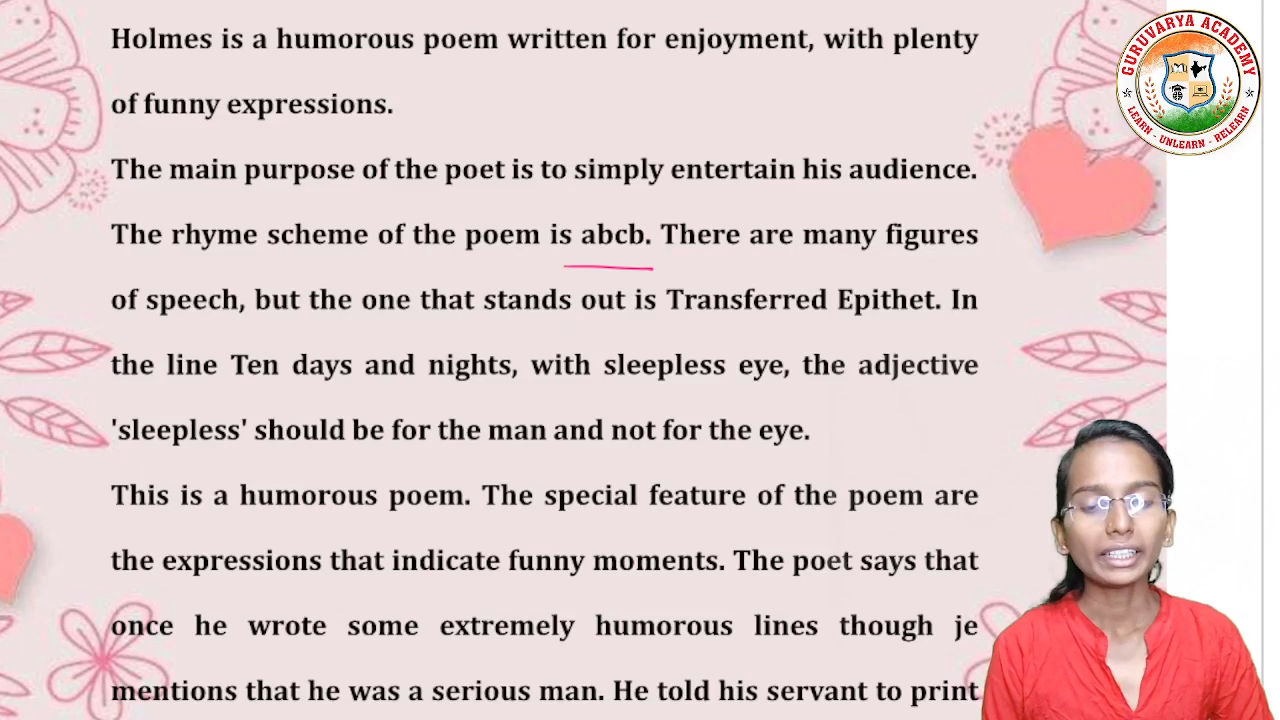 Holmes is a humorous poem written for enjoyment, with plenty
of funny expressions.
The main purpose of the poet is to simply entertain his audience.
The rhyme scheme of the poem is abcb. There are many figures
of speech, but the one that stands out is Transferred Epithet. In
the line Ten days and nights, with sleepless eye, the adjective
'sleepless' should be for the man and not for the eye.
This is a humorous poem. The special feature of the poem are
the expressions that indicate funny moments. The poet says that
once he wrote some extremely humorous lines though je
mentions that he was a serious man. He told his servant to print
GURUVARYA ACADEMY
LEARN - UNLEARN - RELEARN